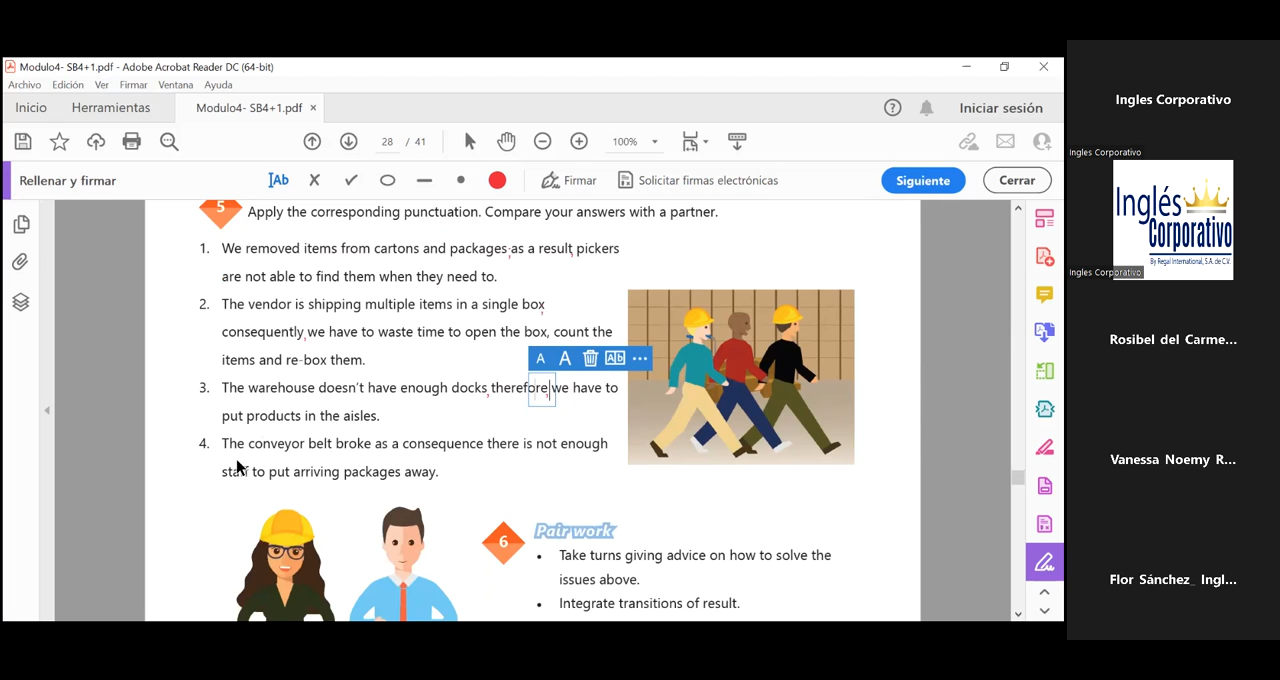 Modulo4- SB4+1.pdf - Adobe Acrobat Reader DC (64-bit)
Archivo Edición Ver Firmar Ventana Ayuda
Inicio Herramientas Modulo4- SB4+1.pdf × Iniciar sesión
28 / 41 100%
Rellenar y firmar Ab Firmar Solicitar firmas electrónicas Siguiente Cerrar
5 Apply the corresponding punctuation. Compare your answers with a partner.
1. We removed items from cartons and packages;as a result, pickers
are not able to find them when they need to.
2. The vendor is shipping multiple items in a single box,
consequently,we have to waste time to open the box, count the
items and re-box them.
A A Ab ...
3. The warehouse doesn't have enough docks,therefore,we have to
put products in the aisles.
4. The conveyor belt broke as a consequence there is not enough
staff to put arriving packages away.
6 Pair work
• Take turns giving advice on how to solve the
issues above.
• Integrate transitions of result.
Ingles Corporativo
Ingles Corporativo
Inglés
Corporativo
By Regal International, S.A. de C.V.
Ingles Corporativo
Rosibel del Carme...
Vanessa Noemy R...
Flor Sánchez_ Ingl...